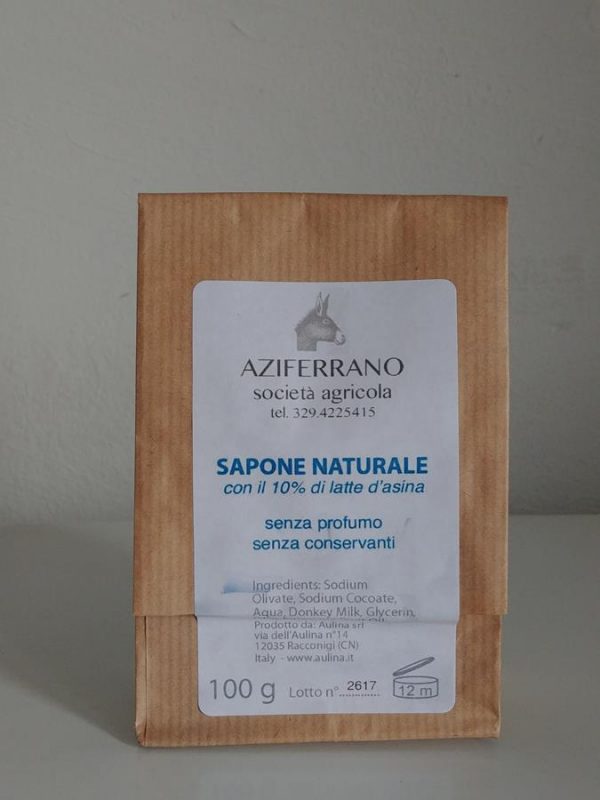 AZIFERRANO
società agricola
tel. 329.4225415
SAPONE NATURALE
con il 10% di latte d'asina
senza profumo
senza conservanti
Ingredients: Sodium
Olivate, Sodium Cocoate,
Aqua, Donkey Milk, Glycerin,
Prodotto da: Aulina srl
via dell'Aulina n°14
12035 Racconigi (CN)
Italy - www.aulina.it
100 g Lotto n° 2617 12 m